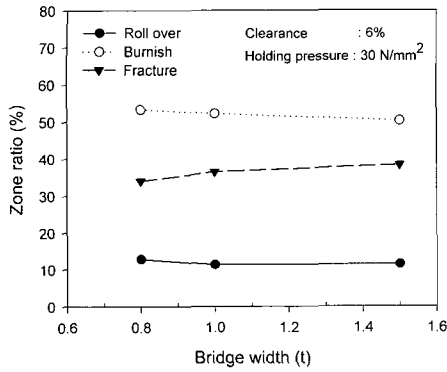 80
70
60
50
40
30
20
10
0
Zone ratio (%)
Roll over
Burnish
Fracture
Clearance : 6%
Holding pressure : 30 N/mm²
0.6 0.8 1.0 1.2 1.4 1.6
Bridge width (t)